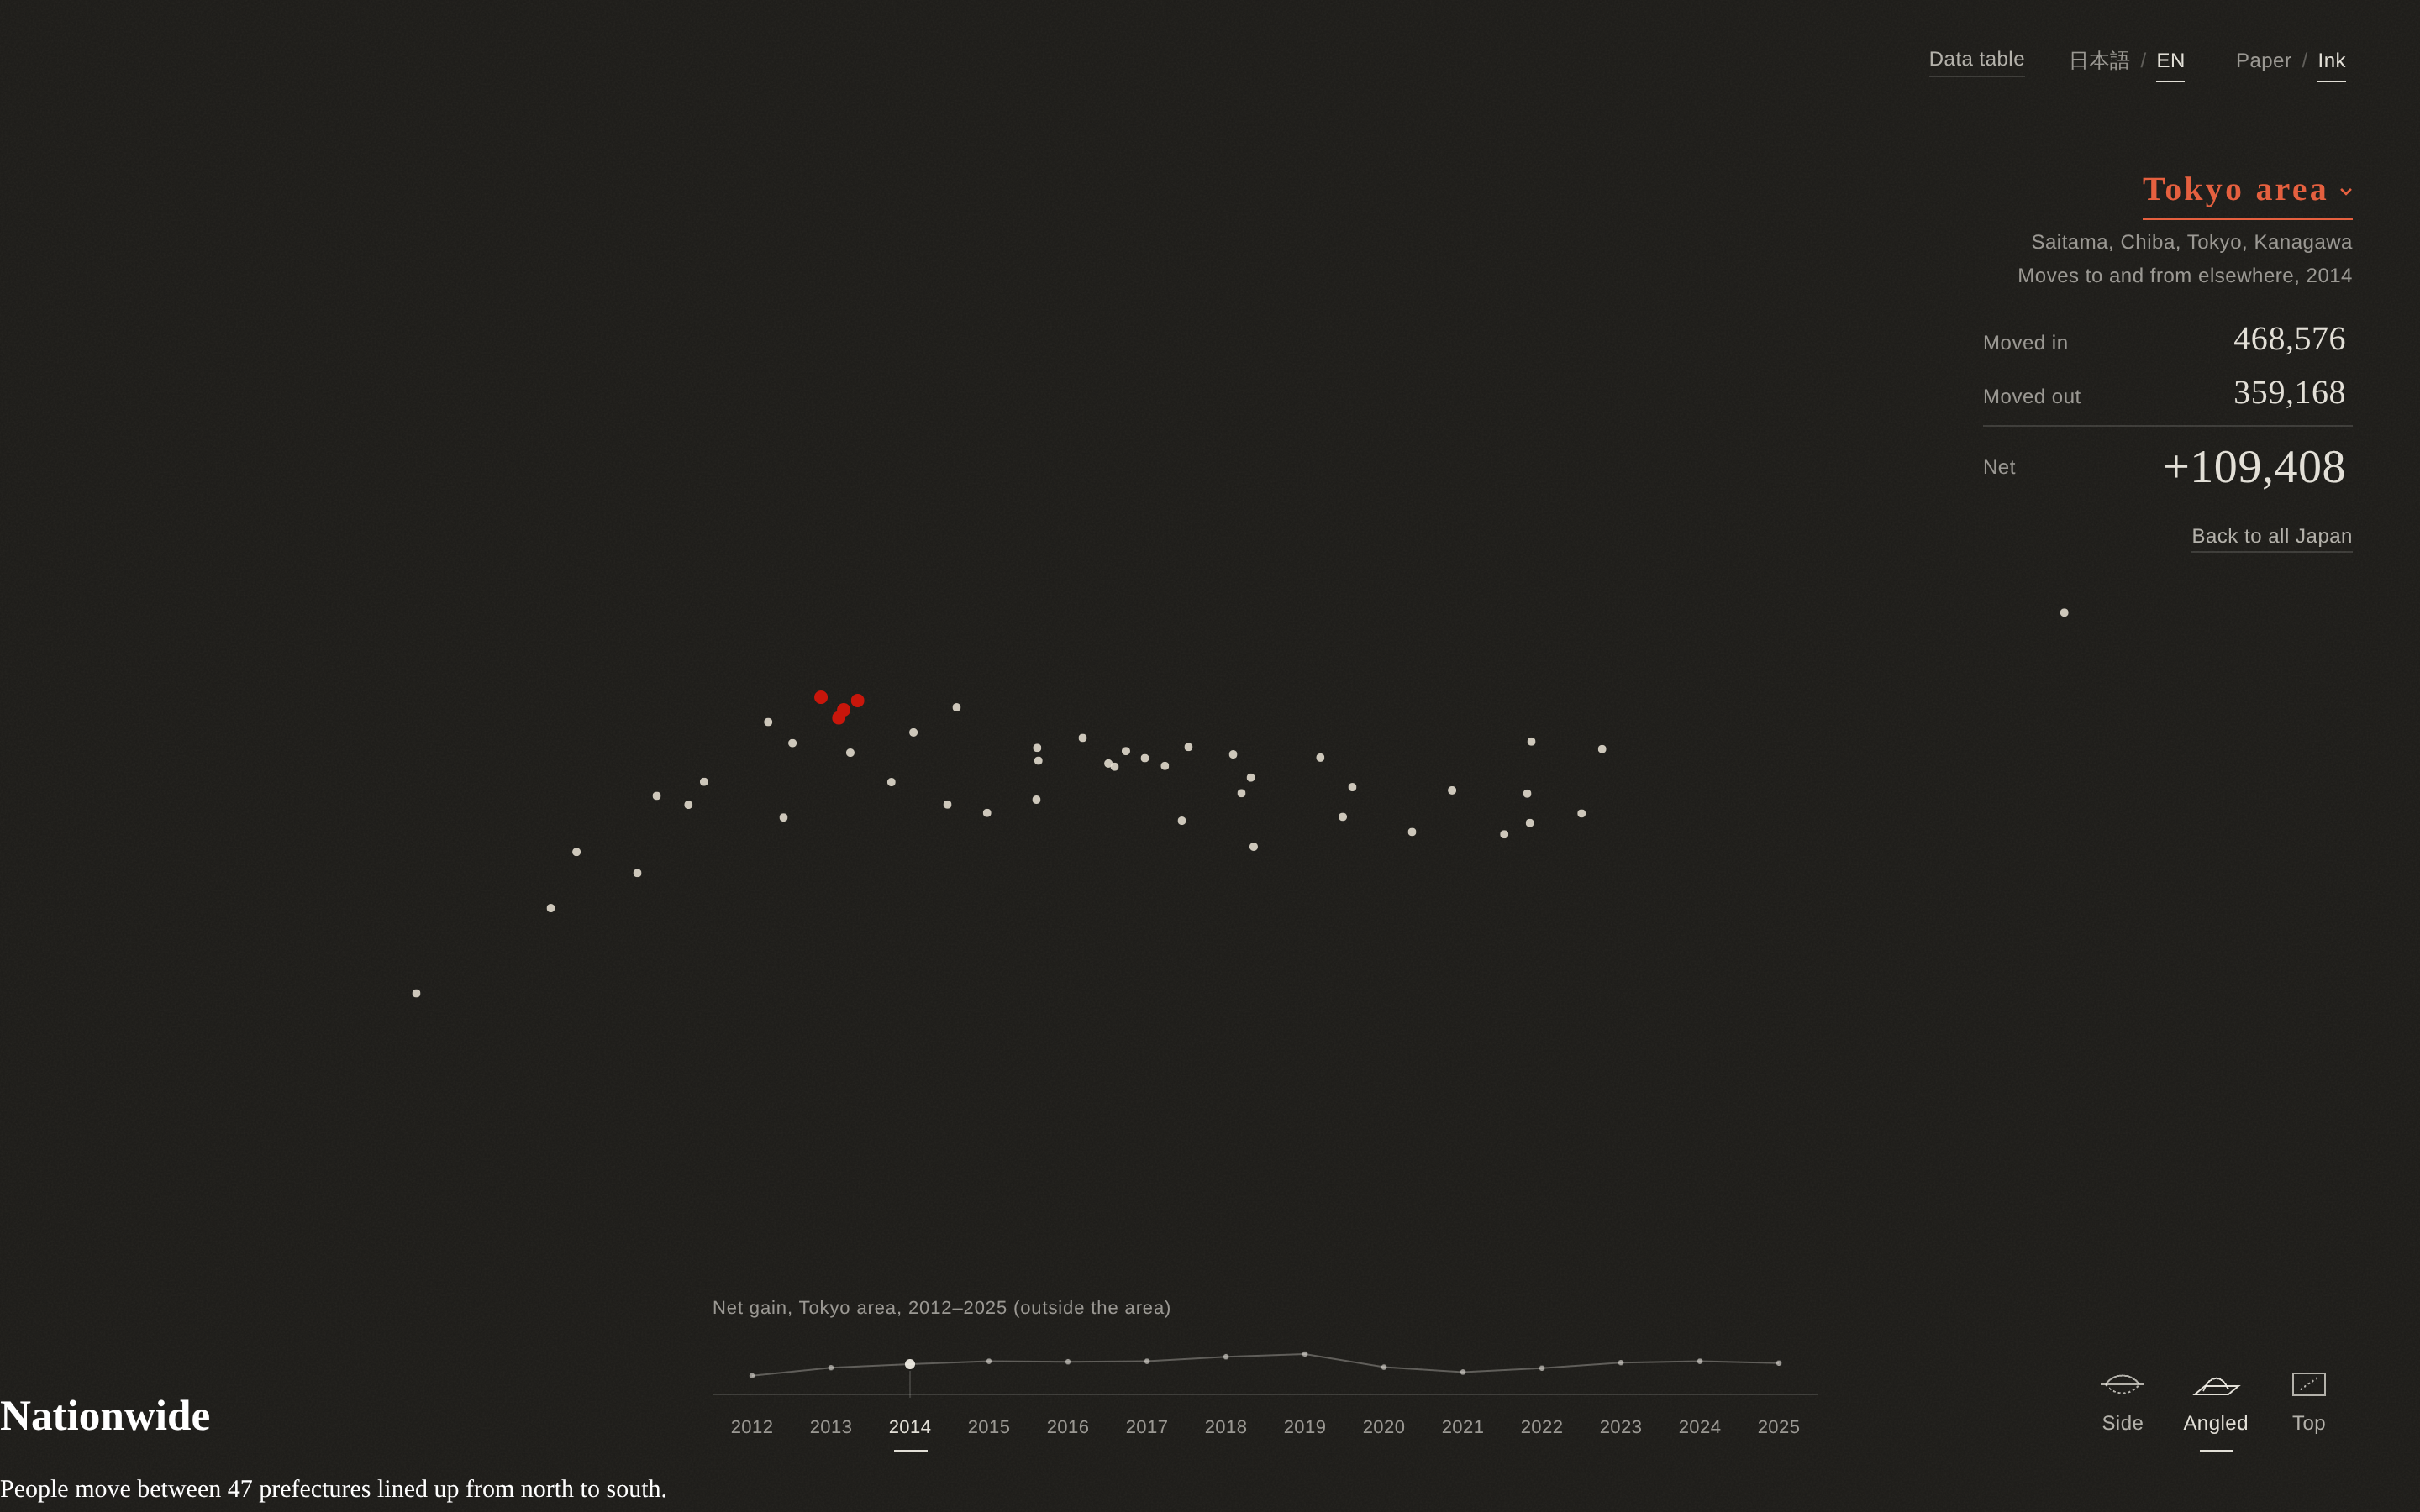 Data table
日本語 / EN
Paper / Ink
Tokyo area
Saitama, Chiba, Tokyo, Kanagawa
Moves to and from elsewhere, 2014
Moved in 468,576
Moved out 359,168
Net +109,408
Back to all Japan
Net gain, Tokyo area, 2012–2025 (outside the area)
2012 2013 2014 2015 2016 2017 2018 2019 2020 2021 2022 2023 2024 2025
Side Angled Top
Nationwide
People move between 47 prefectures lined up from north to south.